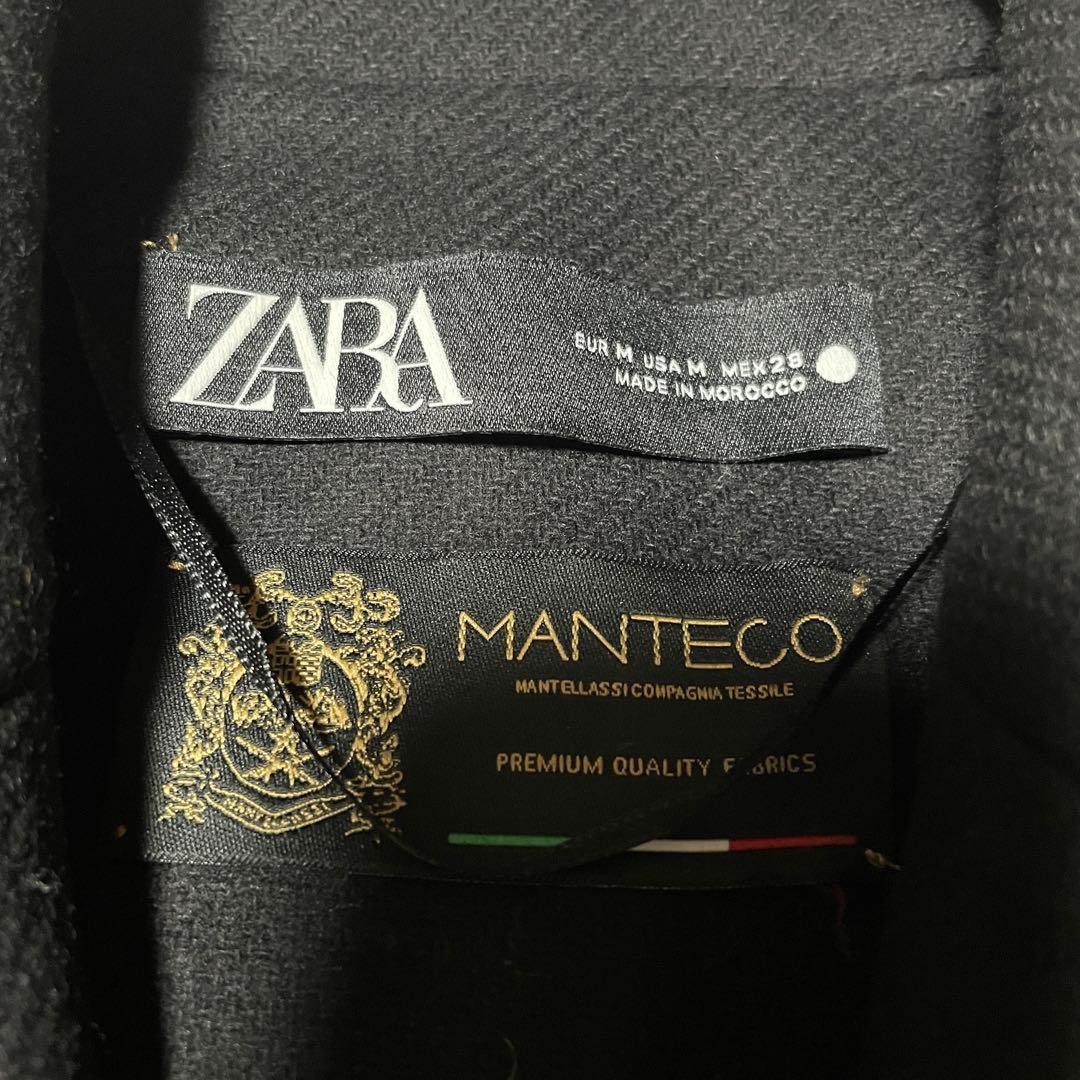 ZARA
EUR M USA M MEX 28
MADE IN MOROCCO
MANTECO
MANTELLASSI COMPAGNIA TESSILE
PREMIUM QUALITY